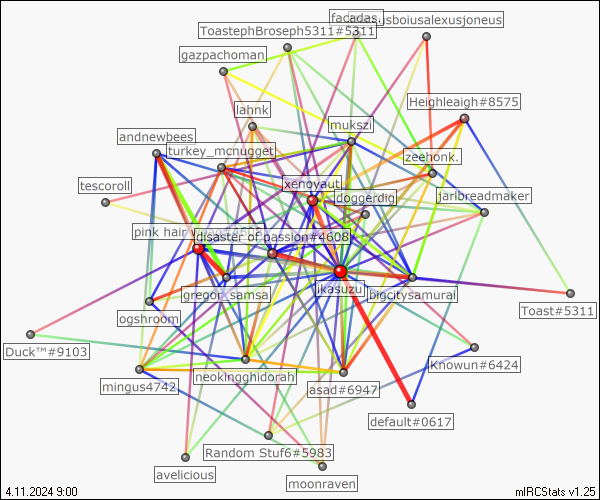 facadas
usboiusalexusjoneus
ToastephBroseph5311#5311
gazpachoman
Heighleaigh#8575
lahnk
lmukszi
andnewbees
turkey_mcnugget
zeehonk.
tescoroll
xenovaut
doggerdig
jarlbreadmaker
pink hair
disaster of passion#4608
gregor_samsa
ikasuzu
bigcitysamurai
ogshroom
Toast#5311
Duck™#9103
neokingghidorah
Knowun#6424
mingus4742
asad#6947
default#0617
Random Stuf6#5983
avelicious
moonraven
4.11.2024 9:00
mIRCStats v1.25